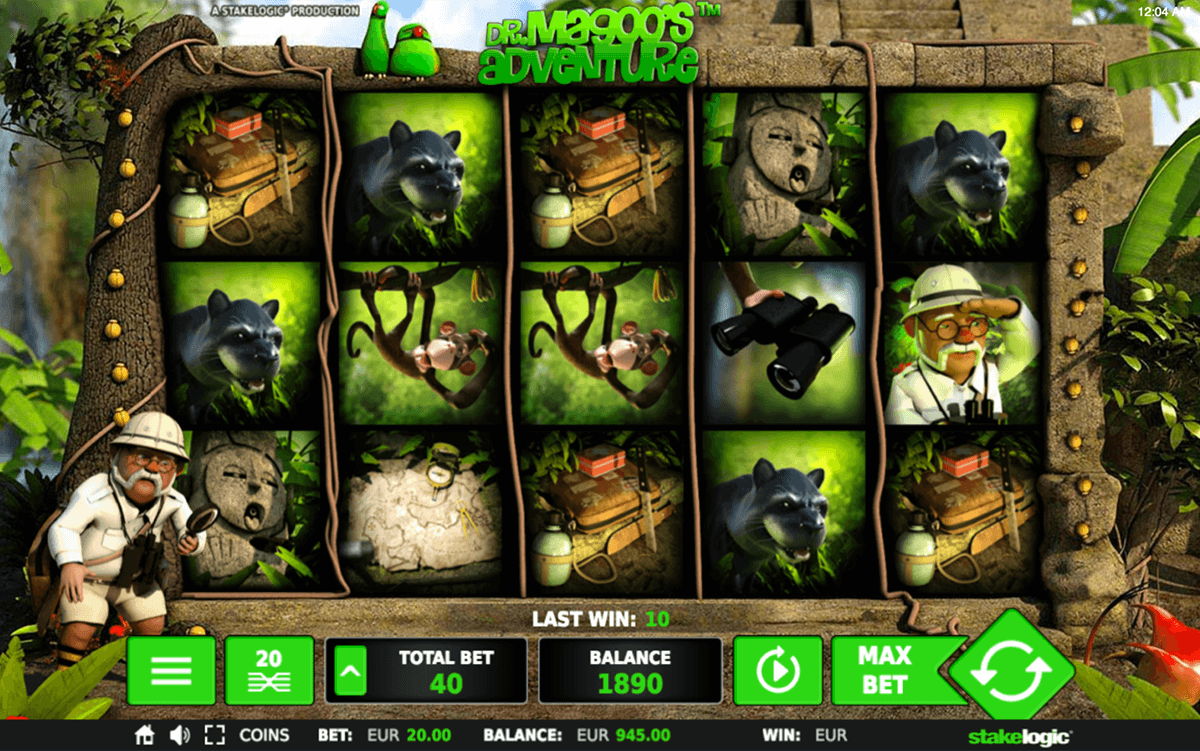 A STAKELOGIC PRODUCTION
DR. MAGOO'S™
ADVENTURE
12:04 AM
LAST WIN: 10
20
TOTAL BET
40
BALANCE
1890
MAX
BET
COINS BET: EUR 20.00 BALANCE: EUR 945.00 WIN: EUR
stakelogic